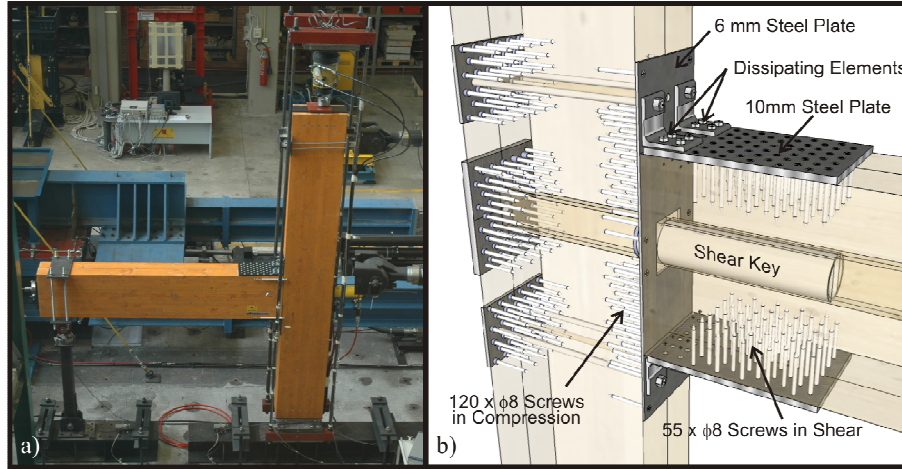 6 mm Steel Plate
Dissipating Elements
10mm Steel Plate
Shear Key
120 x ϕ8 Screws
in Compression
55 x ϕ8 Screws in Shear
a)
b)